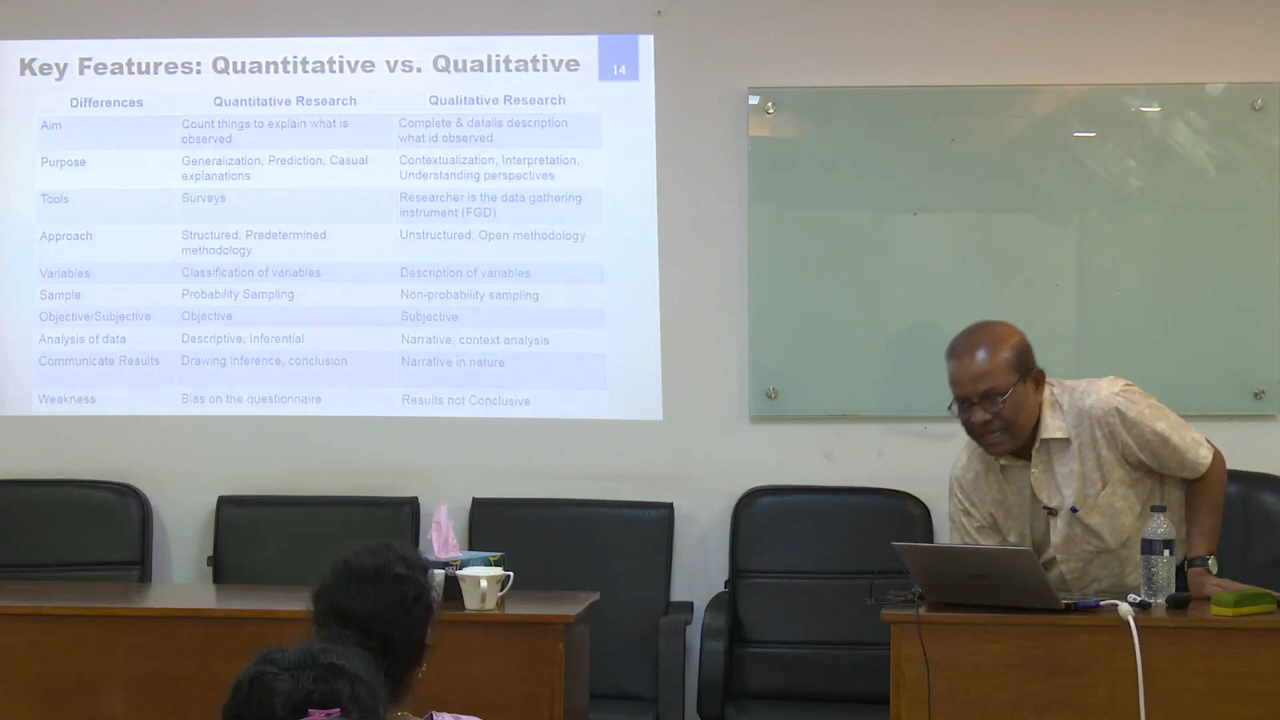 Key Features: Quantitative vs. Qualitative
14
Differences Quantitative Research Qualitative Research
Aim Count things to explain what is observed Complete & details description what id observed
Purpose Generalization, Prediction, Casual explanations Contextualization, Interpretation, Understanding perspectives
Tools Surveys Researcher is the data gathering instrument (FGD)
Approach Structured, Predetermined methodology Unstructured, Open methodology
Variables Classification of variables Description of variables
Sample Probability Sampling Non-probability sampling
Objective/Subjective Objective Subjective
Analysis of data Descriptive, Inferential Narrative, context analysis
Communicate Results Drawing inference, conclusion Narrative in nature
Weakness Bias on the questionnaire Results not Conclusive